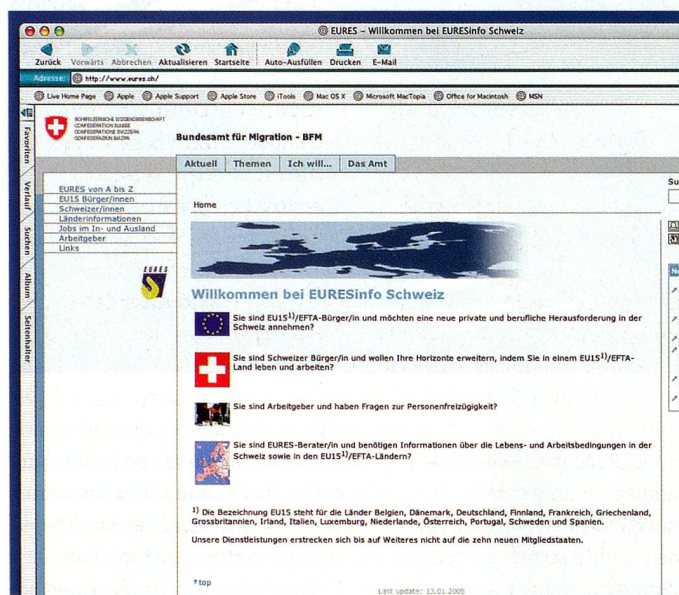 EURES – Willkommen bei EURESinfo Schweiz
Zurück Vorwärts Abbrechen Aktualisieren Startseite Auto-Ausfüllen Drucken E-Mail
Adresse: http://www.eures.ch/
Live Home Page Apple Apple Support Apple Store iTools Mac OS X Microsoft MacTopia Office for Macintosh MSN
Favoriten
Verlauf
Suchen
Album
Seitenhalter
SCHWEIZERISCHE EIDGENOSSENSCHAFT
CONFÉDÉRATION SUISSE
CONFEDERAZIONE SVIZZERA
CONFEDERAZIUN SVIZRA
Bundesamt für Migration - BFM
Aktuell Themen Ich will... Das Amt
EURES von A bis Z
EU15 Bürger/innen
Schweizer/innen
Länderinformationen
Jobs im In- und Ausland
Arbeitgeber
Links
EURES
Home
Willkommen bei EURESinfo Schweiz
Sie sind EU15¹⁾/EFTA-Bürger/in und möchten eine neue private und berufliche Herausforderung in der
Schweiz annehmen?
Sie sind Schweizer Bürger/in und wollen Ihre Horizonte erweitern, indem Sie in einem EU15¹⁾/EFTA-
Land leben und arbeiten?
Sie sind Arbeitgeber und haben Fragen zur Personenfreizügigkeit?
Sie sind EURES-Berater/in und benötigen Informationen über die Lebens- und Arbeitsbedingungen in der
Schweiz sowie in den EU15¹⁾/EFTA-Ländern?
¹⁾ Die Bezeichnung EU15 steht für die Länder Belgien, Dänemark, Deutschland, Finnland, Frankreich, Griechenland,
Grossbritannien, Irland, Italien, Luxemburg, Niederlande, Österreich, Portugal, Schweden und Spanien.
Unsere Dienstleistungen erstrecken sich bis auf Weiteres nicht auf die zehn neuen Mitgliedstaaten.
top
Last update: 13.01.2005